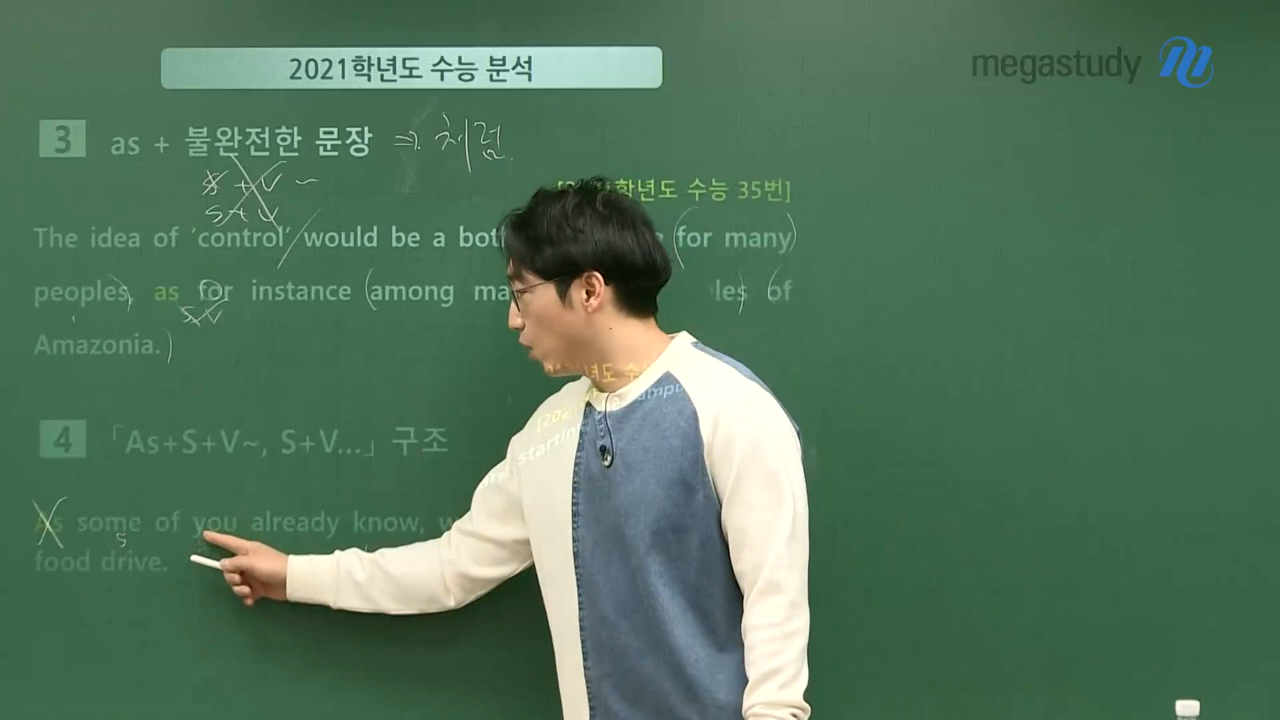 2021학년도 수능 분석
megastudy
3 as + 불완전한 문장 ⇒ 처럼
S + V ~
S + V
학년도 수능 35번]
The idea of ‘control’ would be a for many
peoples, as for instance among of
S V
Amazonia.
4 「As+S+V~, S+V...」 구조
As some of you already know,
S
food drive.